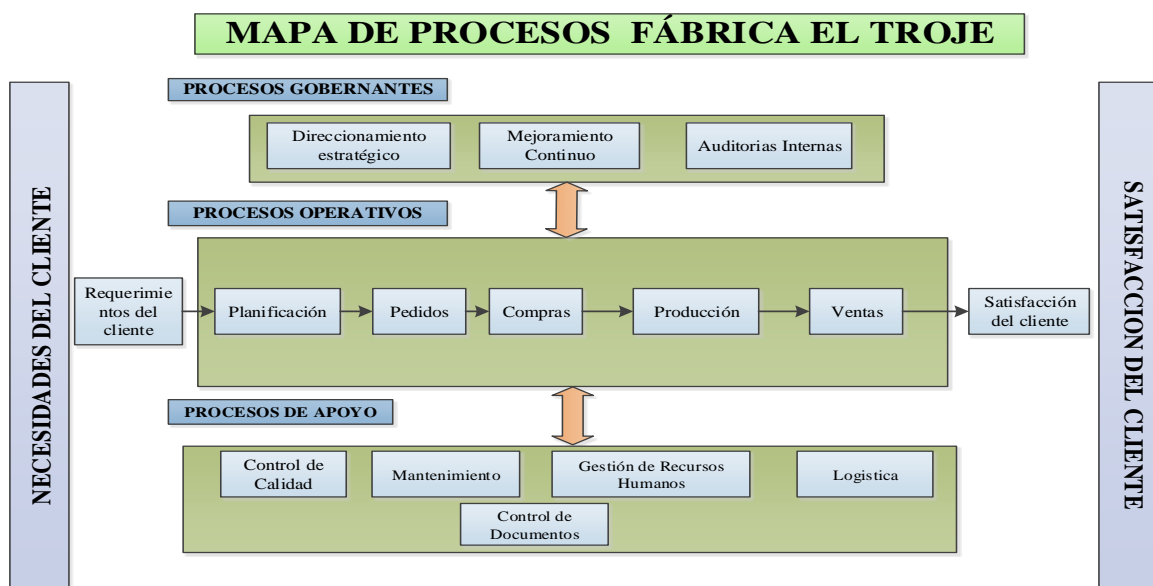 MAPA DE PROCESOS FÁBRICA EL TROJE
NECESIDADES DEL CLIENTE
PROCESOS GOBERNANTES
Direccionamiento
estratégico
Mejoramiento
Continuo
Auditorias Internas
PROCESOS OPERATIVOS
Requerimie
ntos del
cliente
Planificación
Pedidos
Compras
Producción
Ventas
Satisfacción
del cliente
PROCESOS DE APOYO
Control de
Calidad
Mantenimiento
Gestión de Recursos
Humanos
Logistica
Control de
Documentos
SATISFACCION DEL CLIENTE